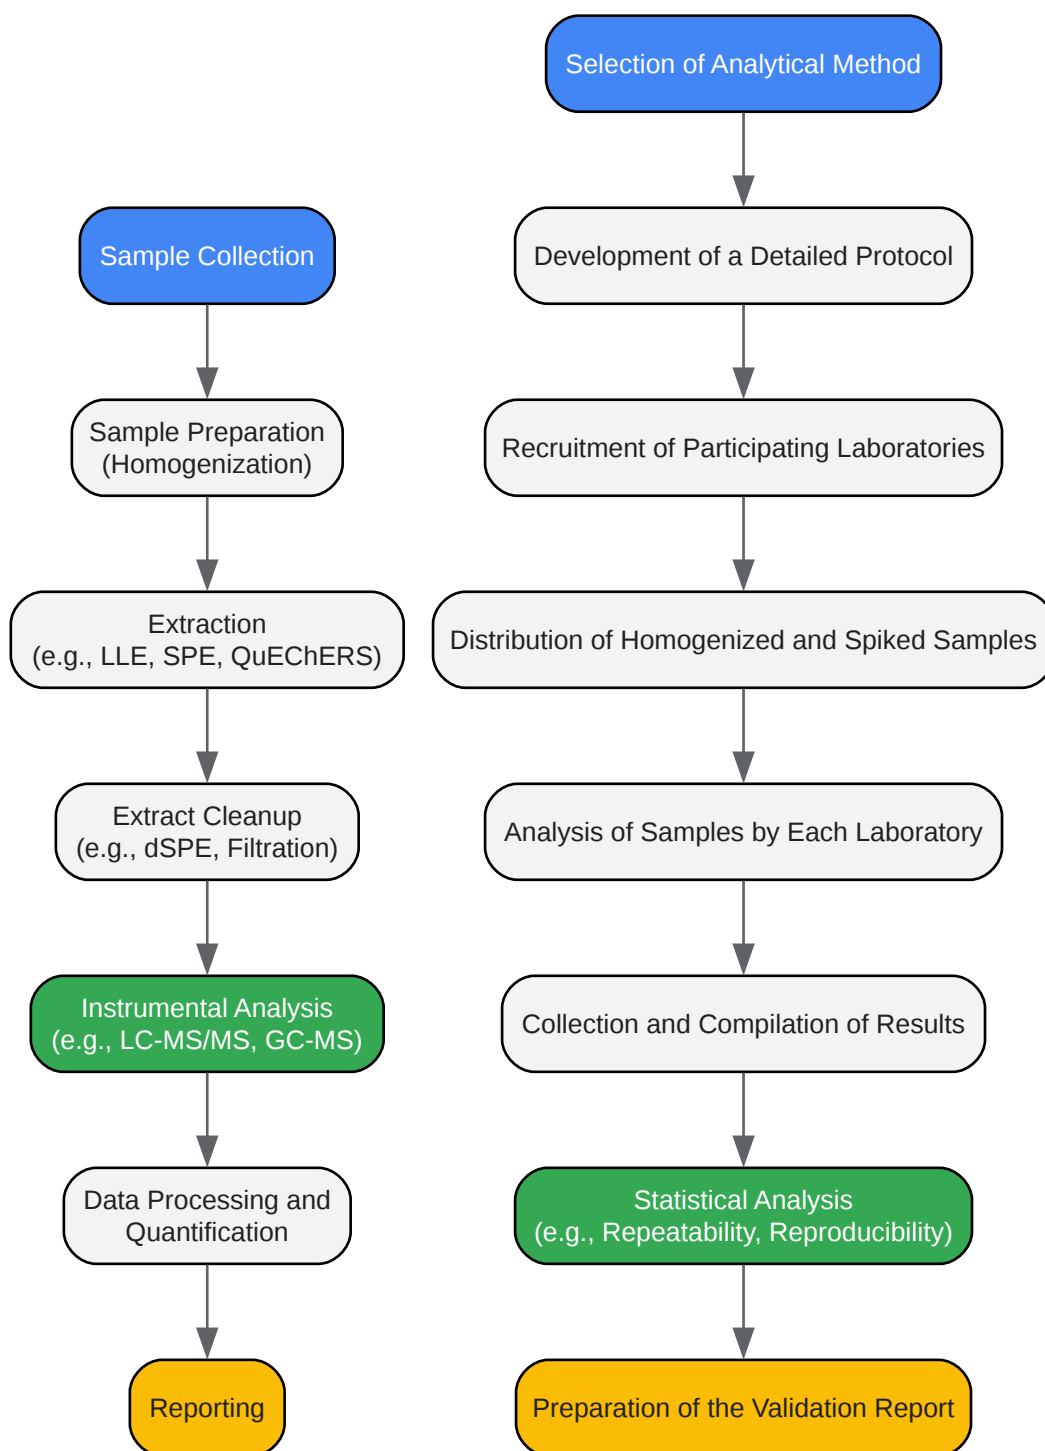 Sample Collection
Sample Preparation
(Homogenization)
Extraction
(e.g., LLE, SPE, QuEChERS)
Extract Cleanup
(e.g., dSPE, Filtration)
Instrumental Analysis
(e.g., LC-MS/MS, GC-MS)
Data Processing and
Quantification
Reporting
Selection of Analytical Method
Development of a Detailed Protocol
Recruitment of Participating Laboratories
Distribution of Homogenized and Spiked Samples
Analysis of Samples by Each Laboratory
Collection and Compilation of Results
Statistical Analysis
(e.g., Repeatability, Reproducibility)
Preparation of the Validation Report